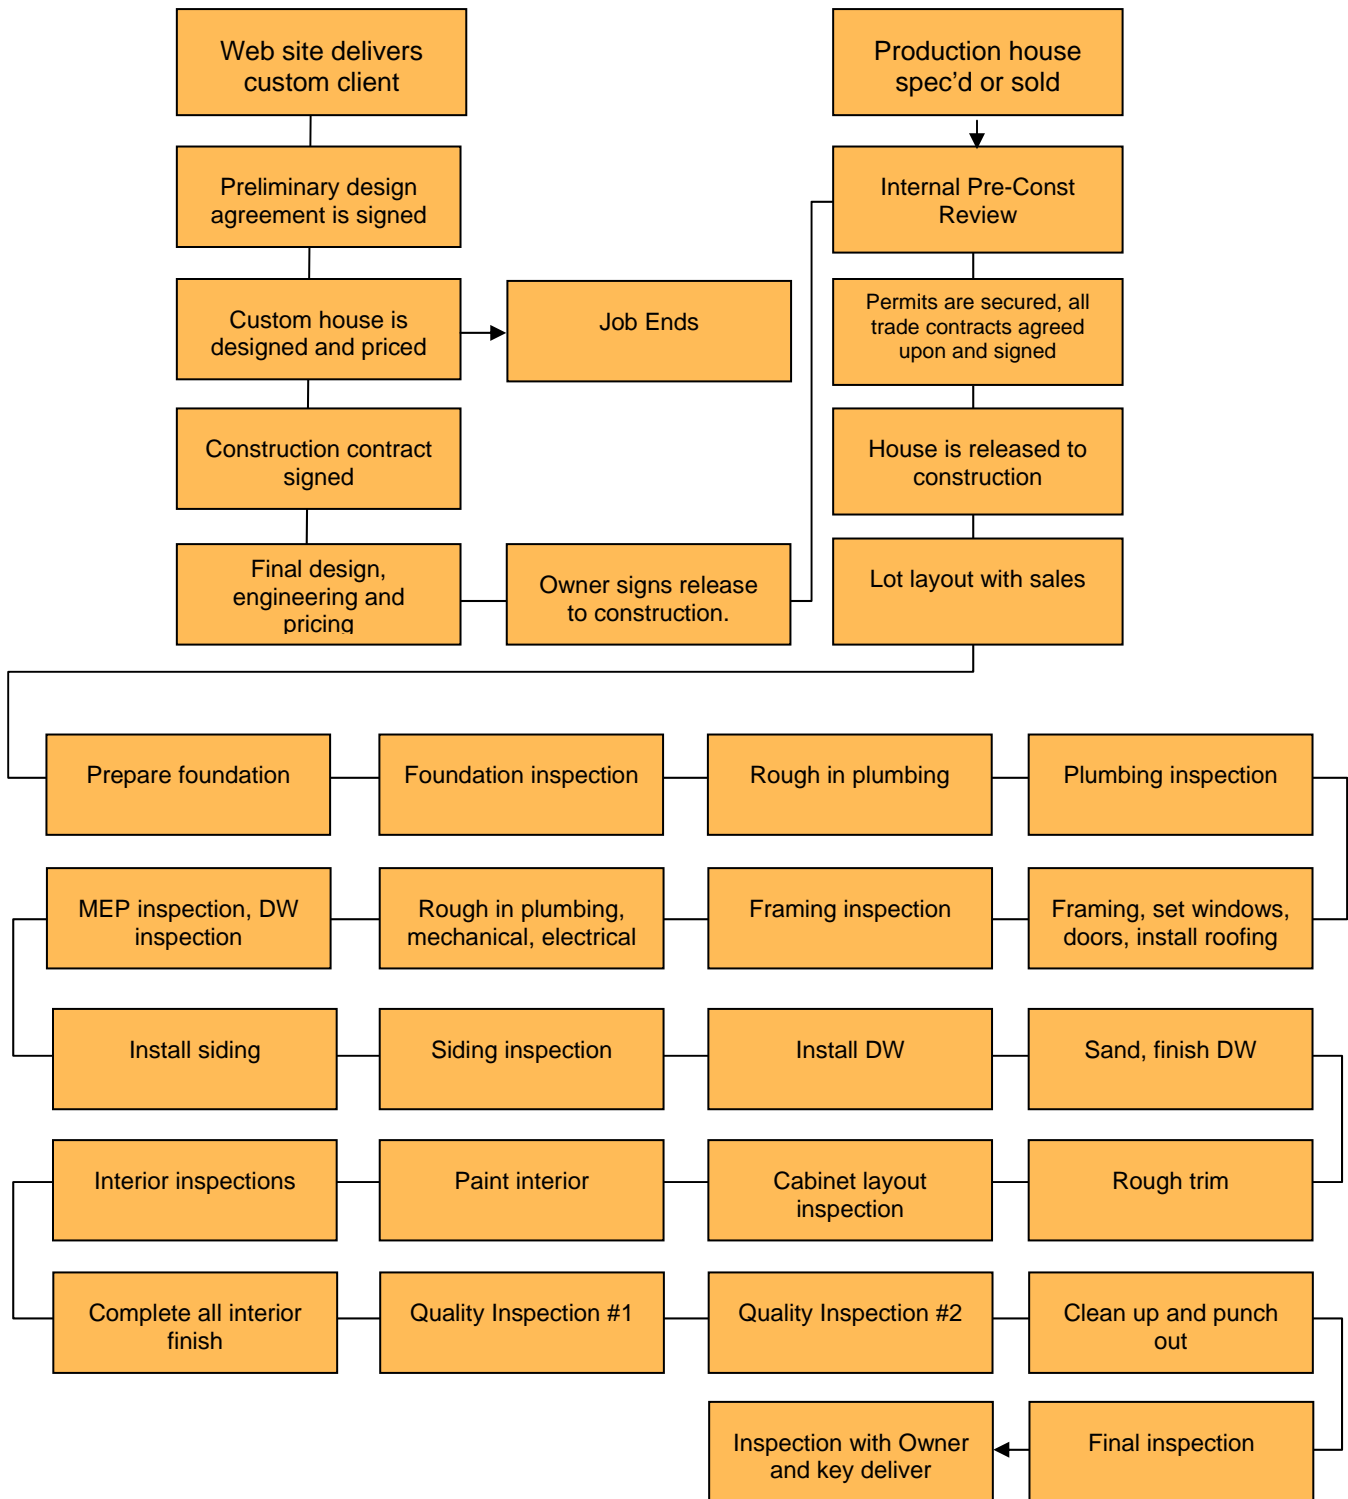 Web site delivers
custom client
Production house
spec’d or sold
Preliminary design
agreement is signed
Internal Pre-Const
Review
Custom house is
designed and priced
Job Ends
Permits are secured, all
trade contracts agreed
upon and signed
Construction contract
signed
House is released to
construction
Final design,
engineering and
pricing
Owner signs release
to construction.
Lot layout with sales
Prepare foundation
Foundation inspection
Rough in plumbing
Plumbing inspection
MEP inspection, DW
inspection
Rough in plumbing,
mechanical, electrical
Framing inspection
Framing, set windows,
doors, install roofing
Install siding
Siding inspection
Install DW
Sand, finish DW
Interior inspections
Paint interior
Cabinet layout
inspection
Rough trim
Complete all interior
finish
Quality Inspection #1
Quality Inspection #2
Clean up and punch
out
Inspection with Owner
and key deliver
Final inspection